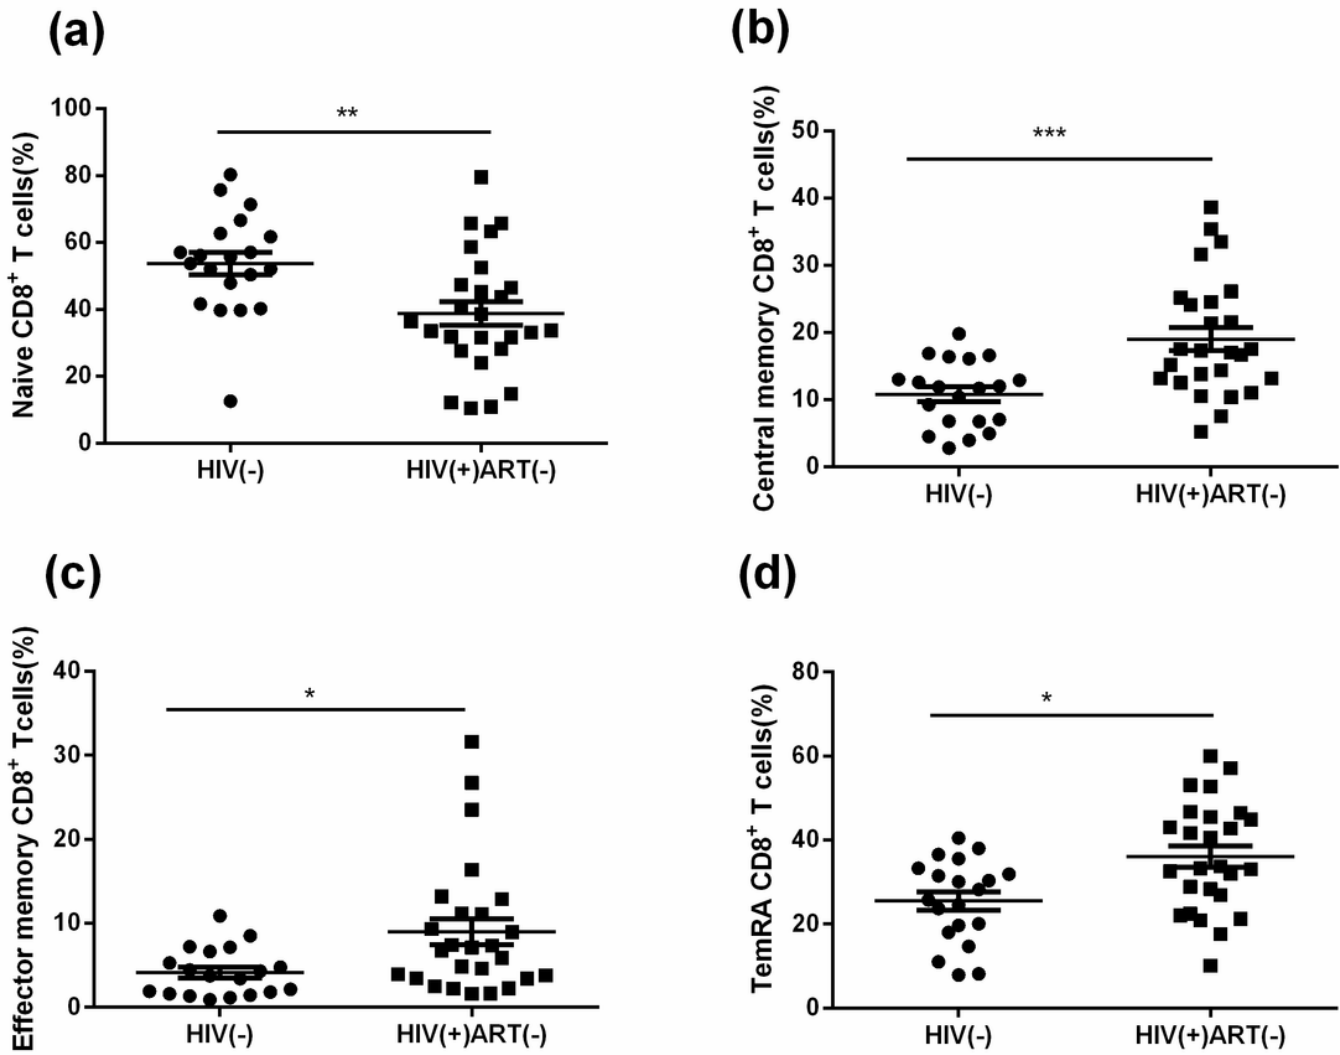 (a)
Naive CD8+ T cells(%)
100
80
60
40
20
0
**
HIV(-)
HIV(+)ART(-)
(b)
Central memory CD8+ T cells(%)
50
40
30
20
10
0
***
HIV(-)
HIV(+)ART(-)
(c)
Effector memory CD8+ Tcells(%)
40
30
20
10
0
*
HIV(-)
HIV(+)ART(-)
(d)
TemRA CD8+ T cells(%)
80
60
40
20
0
*
HIV(-)
HIV(+)ART(-)